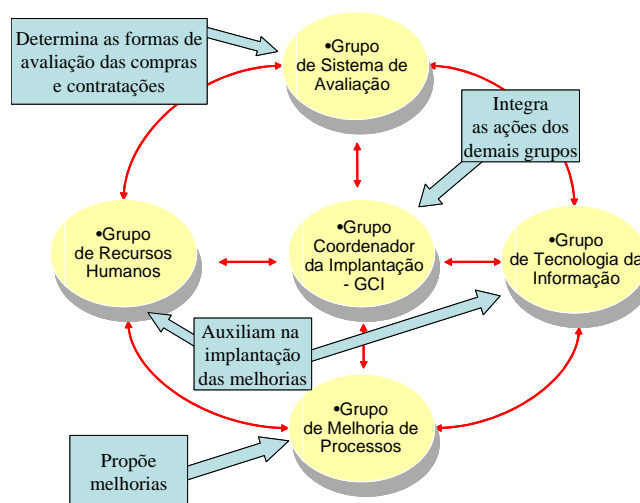 Determina as formas de
avaliação das compras
e contratações
•Grupo
de Sistema de
Avaliação
Integra
as ações dos
demais grupos
•Grupo
de Recursos
Humanos
•Grupo
Coordenador
da Implantação
- GCI
•Grupo
de Tecnologia da
Informação
Auxiliam na
implantação
das melhorias
•Grupo
de Melhoria de
Processos
Propõe
melhorias